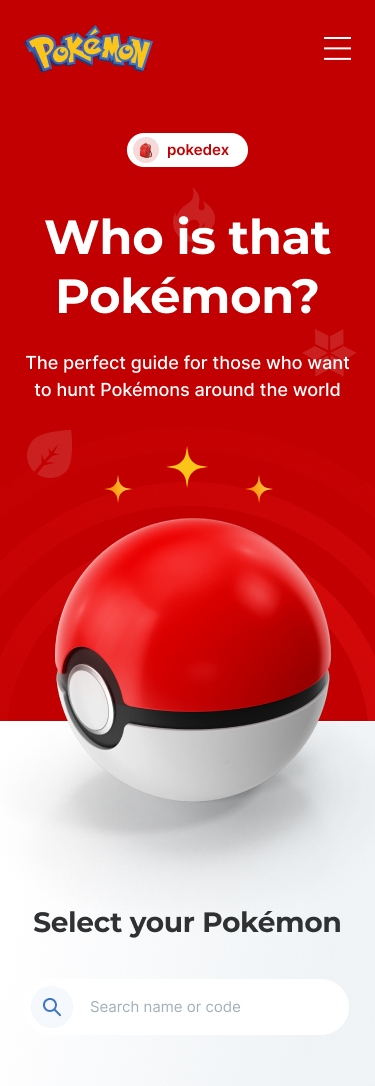 POKéMON
pokedex
Who is that
Pokémon?
The perfect guide for those who want
to hunt Pokémons around the world
Select your Pokémon
Search name or code